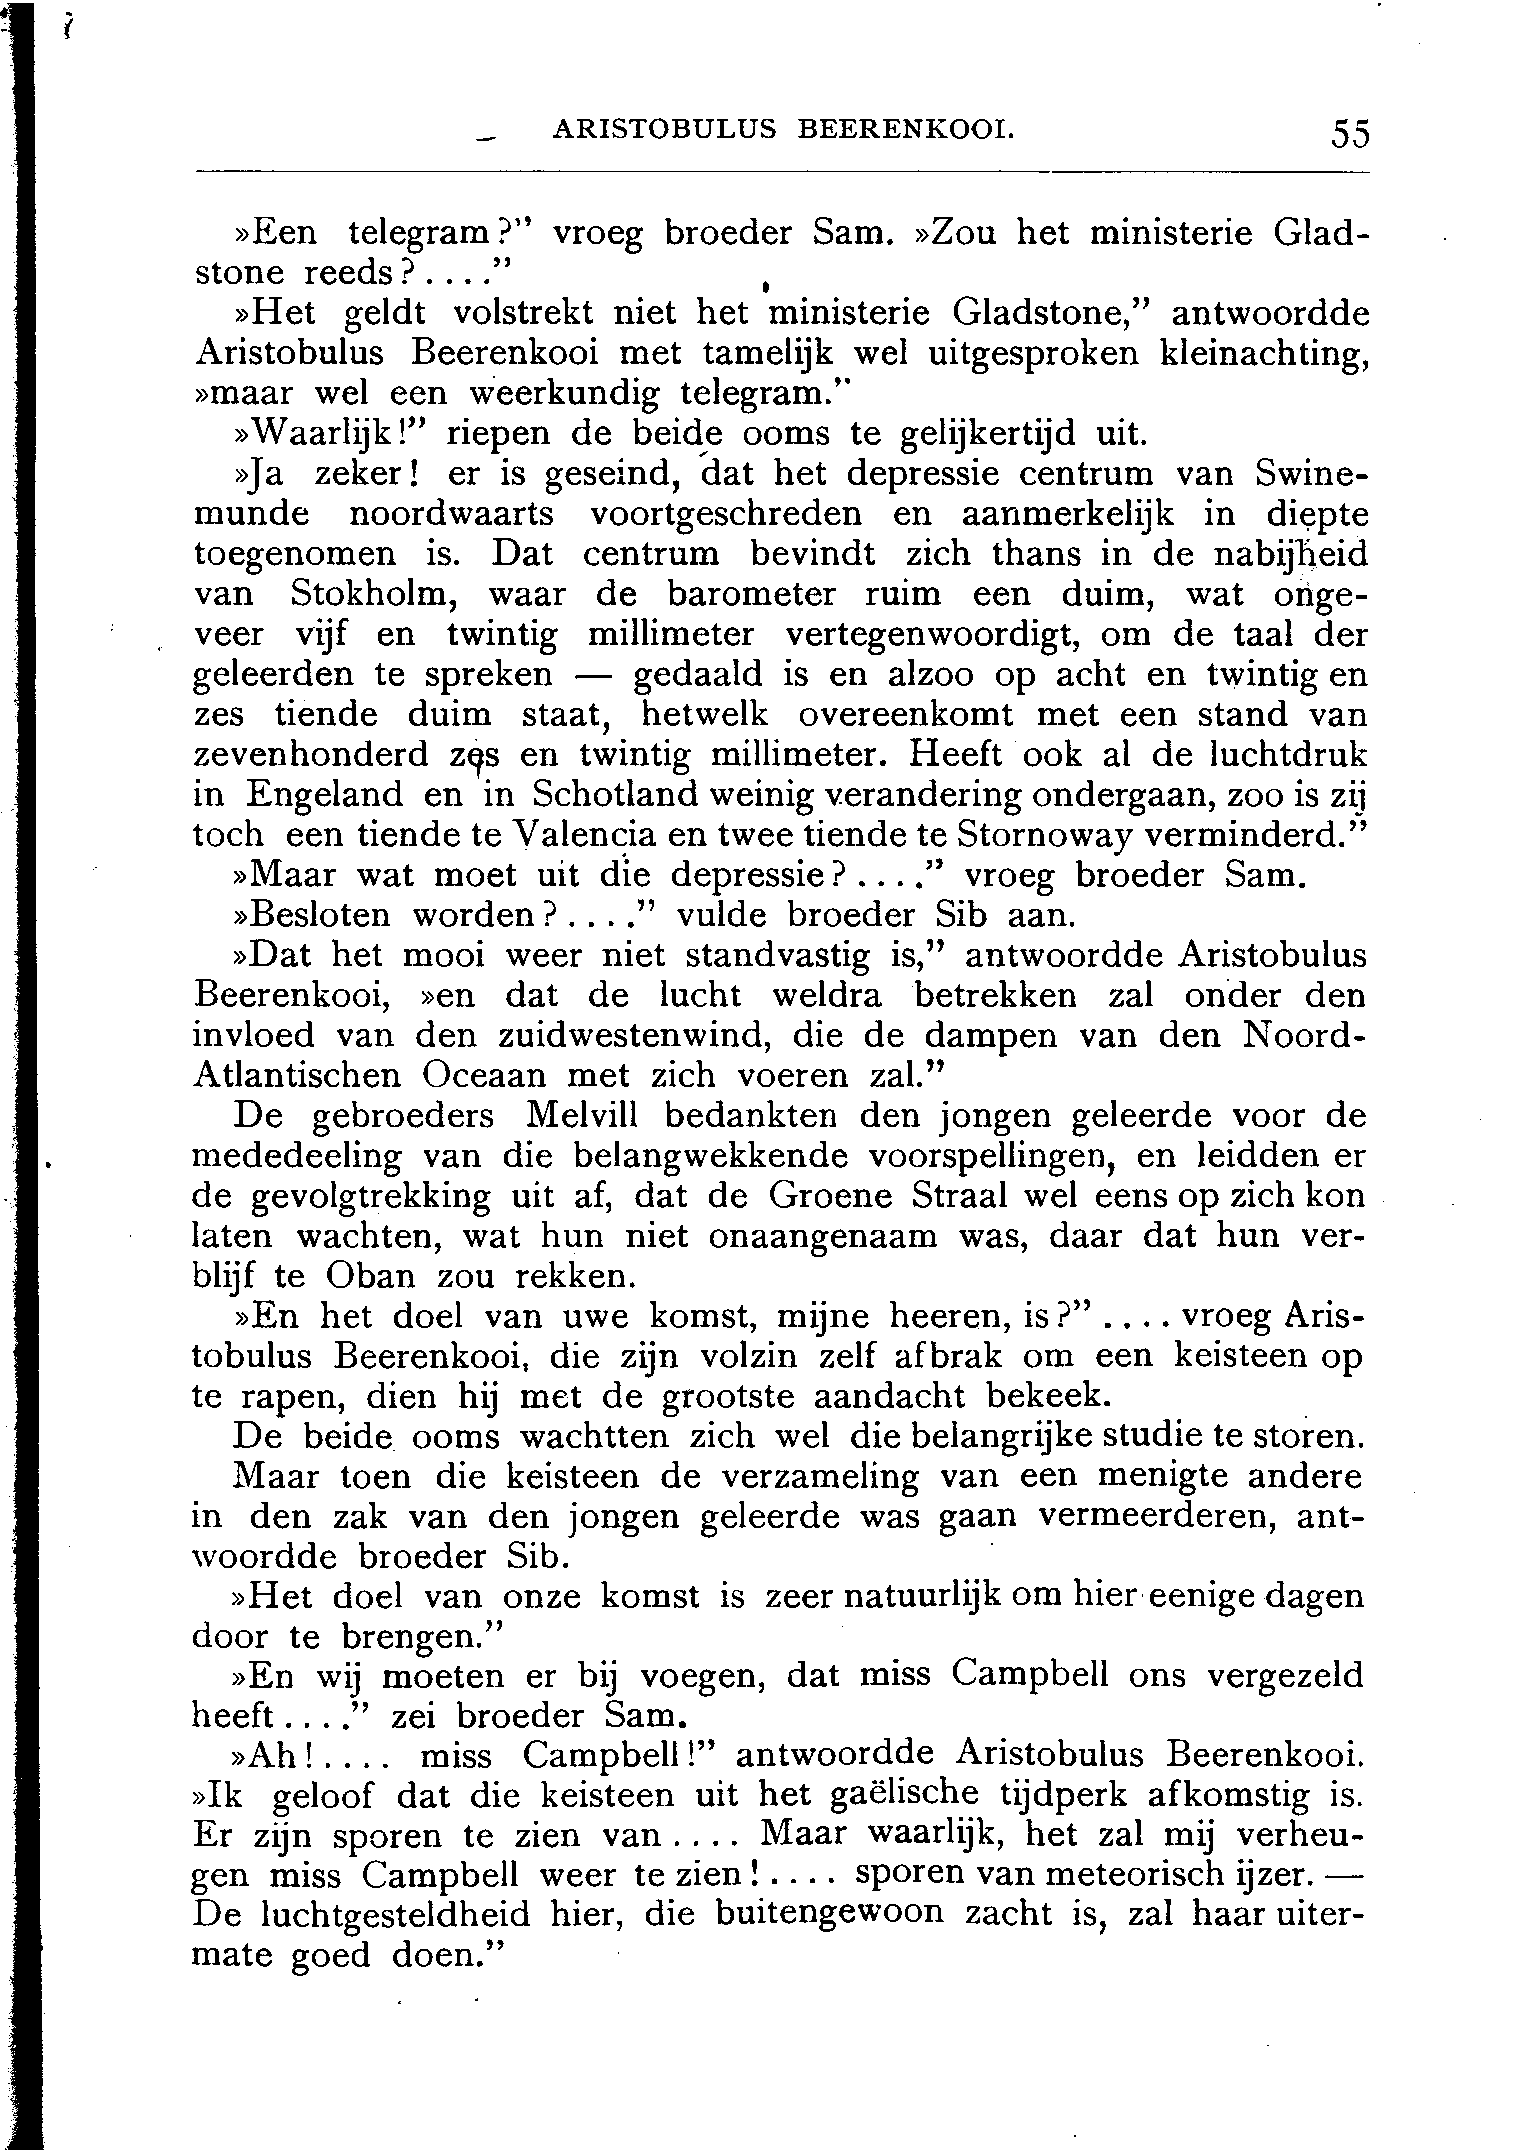 ARISTOBULUS BEERENKOOI. 55
»Een telegram?” vroeg broeder Sam. »Zou het ministerie Glad-
stone reeds?....”
»Het geldt volstrekt niet het ministerie Gladstone,” antwoordde
Aristobulus Beerenkooi met tamelijk wel uitgesproken kleinachting,
»maar wel een weerkundig telegram.”
»Waarlijk!” riepen de beide ooms te gelijkertijd uit.
»Ja zeker! er is geseind, dat het depressie centrum van Swine-
munde noordwaarts voortgeschreden en aanmerkelijk in diepte
toegenomen is. Dat centrum bevindt zich thans in de nabijheid
van Stokholm, waar de barometer ruim een duim, wat onge-
veer vijf en twintig millimeter vertegenwoordigt, om de taal der
geleerden te spreken — gedaald is en alzoo op acht en twintig en
zes tiende duim staat, hetwelk overeenkomt met een stand van
zevenhonderd zes en twintig millimeter. Heeft ook al de luchtdruk
in Engeland en in Schotland weinig verandering ondergaan, zoo is zij
toch een tiende te Valencia en twee tiende te Stornoway verminderd.”
»Maar wat moet uit die depressie?....” vroeg broeder Sam.
»Besloten worden?....” vulde broeder Sib aan.
»Dat het mooi weer niet standvastig is,” antwoordde Aristobulus
Beerenkooi, »en dat de lucht weldra betrekken zal onder den
invloed van den zuidwestenwind, die de dampen van den Noord-
Atlantischen Oceaan met zich voeren zal.”
De gebroeders Melvill bedankten den jongen geleerde voor de
mededeeling van die belangwekkende voorspellingen, en leidden er
de gevolgtrekking uit af, dat de Groene Straal wel eens op zich kon
laten wachten, wat hun niet onaangenaam was, daar dat hun ver-
blijf te Oban zou rekken.
»En het doel van uwe komst, mijne heeren, is?” .... vroeg Aris-
tobulus Beerenkooi, die zijn volzin zelf afbrak om een keisteen op
te rapen, dien hij met de grootste aandacht bekeek.
De beide ooms wachtten zich wel die belangrijke studie te storen.
Maar toen die keisteen de verzameling van een menigte andere
in den zak van den jongen geleerde was gaan vermeerderen, ant-
woordde broeder Sib.
»Het doel van onze komst is zeer natuurlijk om hier eenige dagen
door te brengen.”
»En wij moeten er bij voegen, dat miss Campbell ons vergezeld
heeft....” zei broeder Sam.
»Ah!.... miss Campbell!” antwoordde Aristobulus Beerenkooi.
»Ik geloof dat die keisteen uit het gaëlische tijdperk afkomstig is.
Er zijn sporen te zien van.... Maar waarlijk, het zal mij verheu-
gen miss Campbell weer te zien!.... sporen van meteorisch ijzer. —
De luchtgesteldheid hier, die buitengewoon zacht is, zal haar uiter-
mate goed doen.”